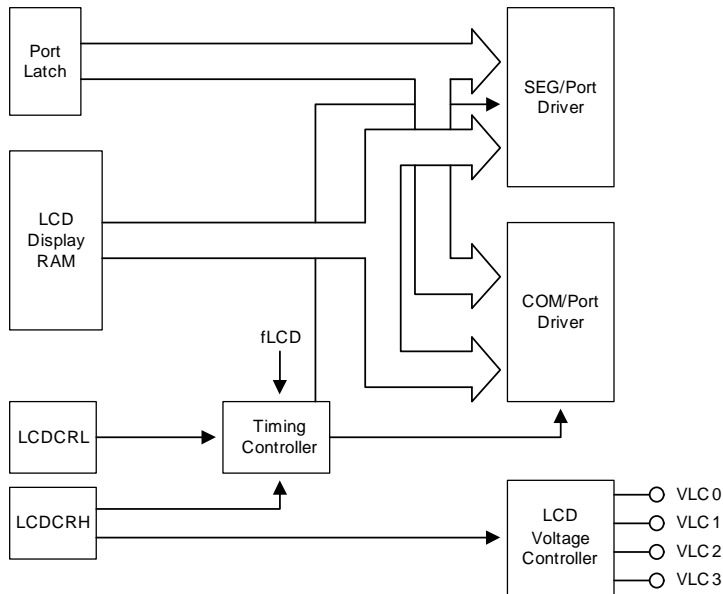 Port
Latch
SEG/Port
Driver
LCD
Display
RAM
COM/Port
Driver
fLCD
LCDCRL
Timing
Controller
LCDCRH
LCD
Voltage
Controller
VLC0
VLC1
VLC2
VLC3